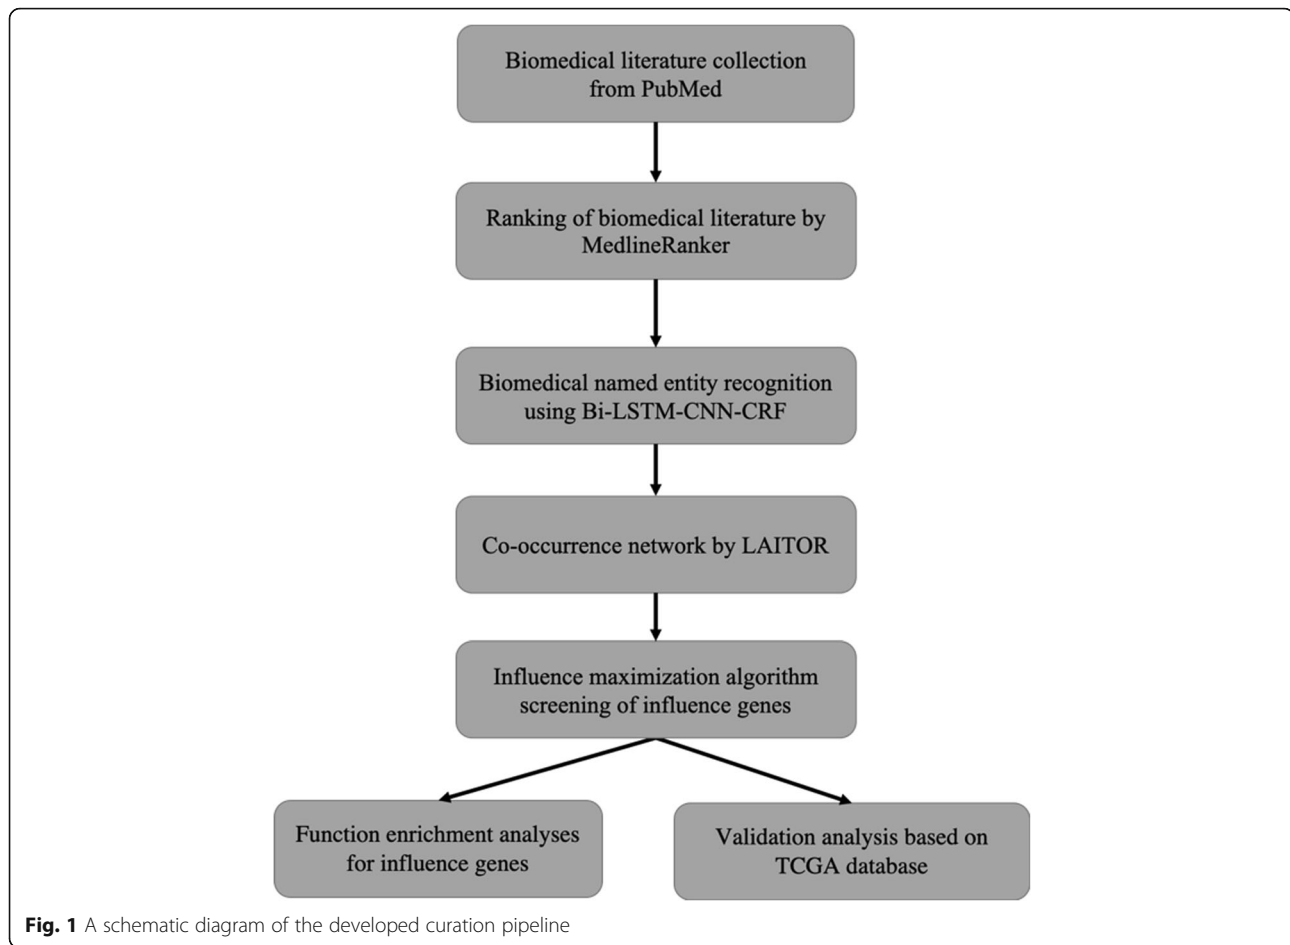 Biomedical literature collection
from PubMed
Ranking of biomedical literature by
MedlineRanker
Biomedical named entity recognition
using Bi-LSTM-CNN-CRF
Co-occurrence network by LAITOR
Influence maximization algorithm
screening of influence genes
Function enrichment analyses
for influence genes
Validation analysis based on
TCGA database
Fig. 1 A schematic diagram of the developed curation pipeline